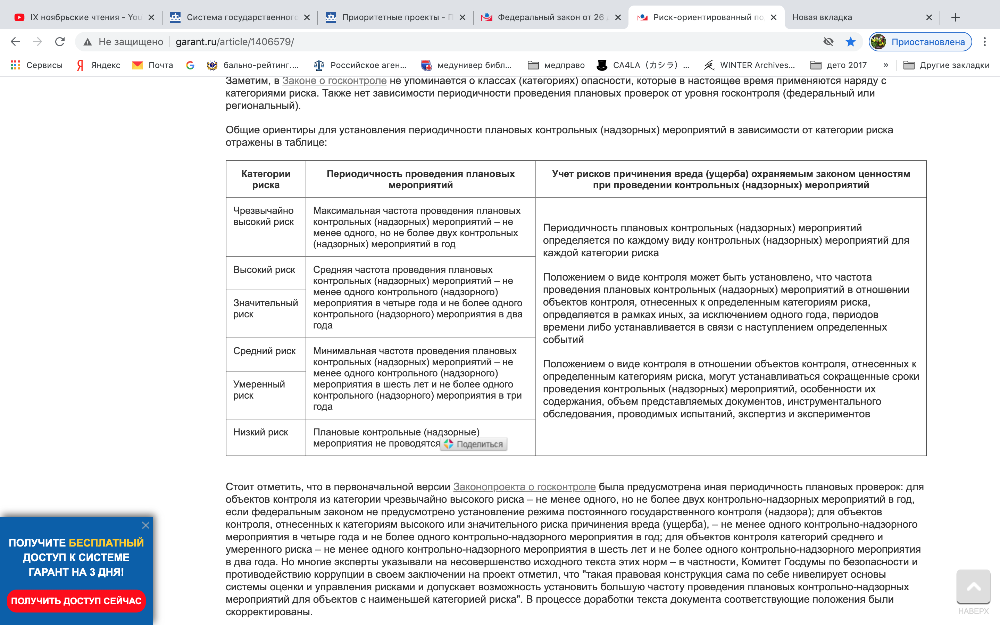 IX ноябрьские чтения - You
Система государственного
Приоритетные проекты - П
Федеральный закон от 26 д
Риск-ориентированный по
Новая вкладка
Не защищено
garant.ru/article/1406579/
Приостановлена
Сервисы
Яндекс
Почта
бально-рейтинг....
Российское аген...
медунивер библ...
медправо
CA4LA（カシラ） ...
WINTER Archives...
дето 2017
»
Другие закладки
Заметим, в Законе о госконтроле не упоминается о классах (категориях) опасности, которые в настоящее время применяются наряду с
категориями риска. Также нет зависимости периодичности проведения плановых проверок от уровня госконтроля (федеральный или
региональный).
Общие ориентиры для установления периодичности плановых контрольных (надзорных) мероприятий в зависимости от категории риска
отражены в таблице:
Категории
риска
Периодичность проведения плановых
мероприятий
Учет рисков причинения вреда (ущерба) охраняемым законом ценностям
при проведении контрольных (надзорных) мероприятий
Чрезвычайно
высокий риск
Максимальная частота проведения плановых
контрольных (надзорных) мероприятий – не
менее одного, но не более двух контрольных
(надзорных) мероприятий в год
Высокий риск
Значительный
риск
Средняя частота проведения плановых
контрольных (надзорных) мероприятий – не
менее одного контрольного (надзорного)
мероприятия в четыре года и не более одного
контрольного (надзорного) мероприятия в два
года
Средний риск
Умеренный
риск
Минимальная частота проведения плановых
контрольных (надзорных) мероприятий – не
менее одного контрольного (надзорного)
мероприятия в шесть лет и не более одного
контрольного (надзорного) мероприятия в три
года
Низкий риск
Плановые контрольные (надзорные)
мероприятия не проводятся
Поделиться
Периодичность плановых контрольных (надзорных) мероприятий
определяется по каждому виду контрольных (надзорных) мероприятий для
каждой категории риска
Положением о виде контроля может быть установлено, что частота
проведения плановых контрольных (надзорных) мероприятий в отношении
объектов контроля, отнесенных к определенным категориям риска,
определяется в рамках иных, за исключением одного года, периодов
времени либо устанавливается в связи с наступлением определенных
событий
Положением о виде контроля в отношении объектов контроля, отнесенных к
определенным категориям риска, могут устанавливаться сокращенные сроки
проведения контрольных (надзорных) мероприятий, особенности их
содержания, объем представляемых документов, инструментального
обследования, проводимых испытаний, экспертиз и экспериментов
Стоит отметить, что в первоначальной версии Законопроекта о госконтроле была предусмотрена иная периодичность плановых проверок: для
объектов контроля из категории чрезвычайно высокого риска – не менее одного, но не более двух контрольно-надзорных мероприятий в год,
если федеральным законом не предусмотрено установление режима постоянного государственного контроля (надзора); для объектов
контроля, отнесенных к категориям высокого или значительного риска причинения вреда (ущерба), – не менее одного контрольно-надзорного
мероприятия в четыре года и не более одного контрольно-надзорного мероприятия в год; для объектов контроля категорий среднего и
умеренного риска – не менее одного контрольно-надзорного мероприятия в шесть лет и не более одного контрольно-надзорного мероприятия
в два года. Но многие эксперты указывали на несовершенство исходного текста этих норм – в частности, Комитет Госдумы по безопасности и
противодействию коррупции в своем заключении на проект отметил, что "такая правовая конструкция сама по себе нивелирует основы
системы оценки и управления рисками и допускает возможность установить большую частоту проведения плановых контрольно-надзорных
мероприятий для объектов с наименьшей категорией риска". В процессе доработки текста документа соответствующие положения были
скорректированы.
ПОЛУЧИТЕ БЕСПЛАТНЫЙ
ДОСТУП К СИСТЕМЕ
ГАРАНТ НА 3 ДНЯ!
ПОЛУЧИТЬ ДОСТУП СЕЙЧАС
НАВЕРХ